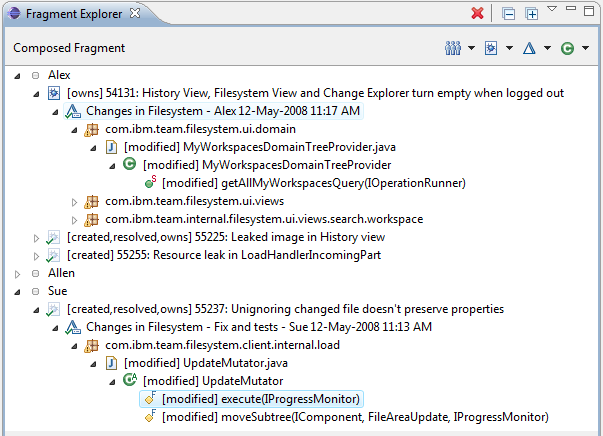 Fragment Explorer
Composed Fragment
Alex
[owns] 54131: History View, Filesystem View and Change Explorer turn empty when logged out
Changes in Filesystem - Alex 12-May-2008 11:17 AM
com.ibm.team.filesystem.ui.domain
[modified] MyWorkspacesDomainTreeProvider.java
[modified] MyWorkspacesDomainTreeProvider
[modified] getAllMyWorkspacesQuery(IOperationRunner)
com.ibm.team.filesystem.ui.views
com.ibm.team.internal.filesystem.ui.views.search.workspace
[created,resolved,owns] 55225: Leaked image in History view
[created] 55255: Resource leak in LoadHandlerIncomingPart
Allen
Sue
[created,resolved,owns] 55237: Unignoring changed file doesn't preserve properties
Changes in Filesystem - Fix and tests - Sue 12-May-2008 11:13 AM
com.ibm.team.filesystem.client.internal.load
[modified] UpdateMutator.java
[modified] UpdateMutator
[modified] execute(IProgressMonitor)
[modified] moveSubtree(IComponent, FileAreaUpdate, IProgressMonitor)